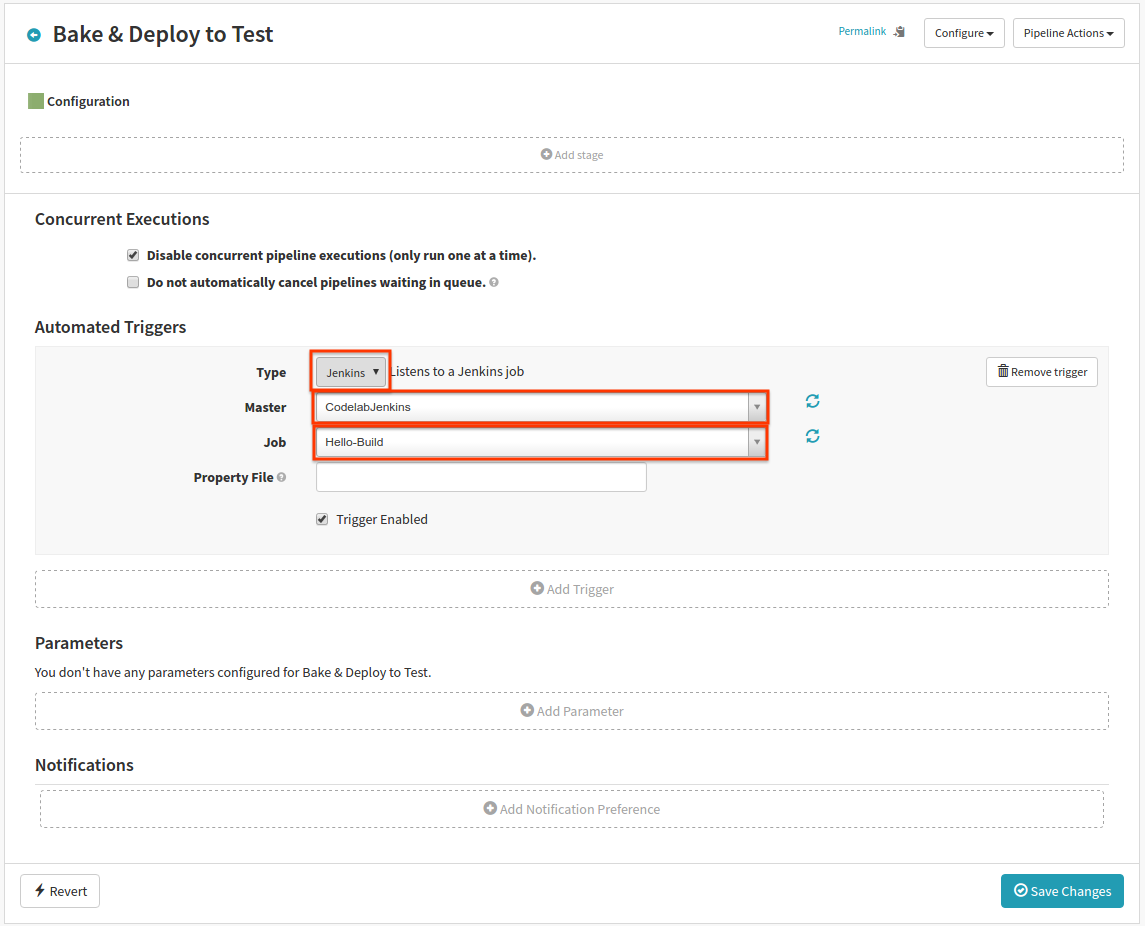 Bake & Deploy to Test
Permalink
Configure
Pipeline Actions
Configuration
Add stage
Concurrent Executions
Disable concurrent pipeline executions (only run one at a time).
Do not automatically cancel pipelines waiting in queue.
Automated Triggers
Type Jenkins Listens to a Jenkins job Remove trigger
Master CodelabJenkins
Job Hello-Build
Property File
Trigger Enabled
Add Trigger
Parameters
You don't have any parameters configured for Bake & Deploy to Test.
Add Parameter
Notifications
Add Notification Preference
Revert
Save Changes